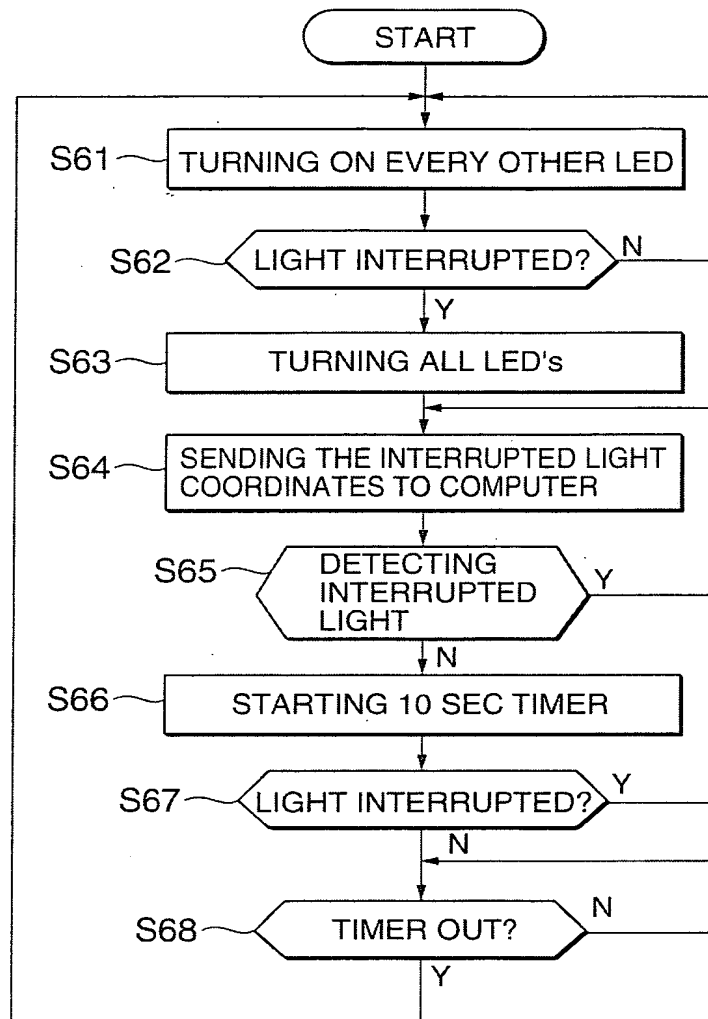 START
S61
TURNING ON EVERY OTHER LED
S62
LIGHT INTERRUPTED?
N
Y
S63
TURNING ALL LED's
S64
SENDING THE INTERRUPTED LIGHT
COORDINATES TO COMPUTER
S65
DETECTING
INTERRUPTED
LIGHT
Y
N
S66
STARTING 10 SEC TIMER
S67
LIGHT INTERRUPTED?
Y
N
S68
TIMER OUT?
N
Y